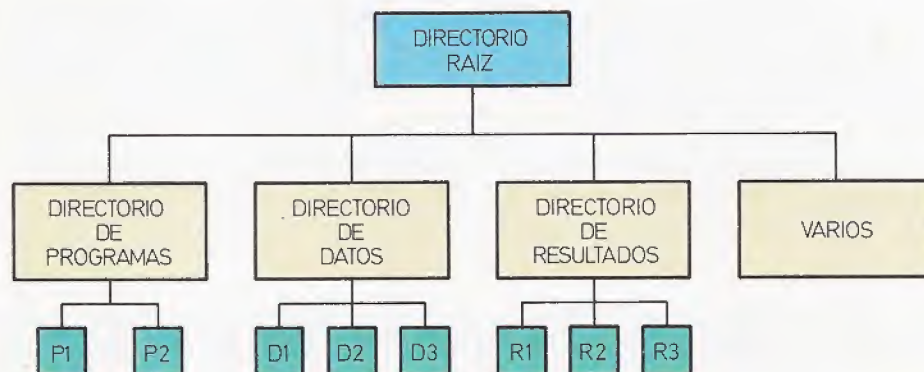 DIRECTORIO
RAIZ
DIRECTORIO
DE
PROGRAMAS
DIRECTORIO
DE
DATOS
DIRECTORIO
DE
RESULTADOS
VARIOS
P1
P2
D1
D2
D3
R1
R2
R3